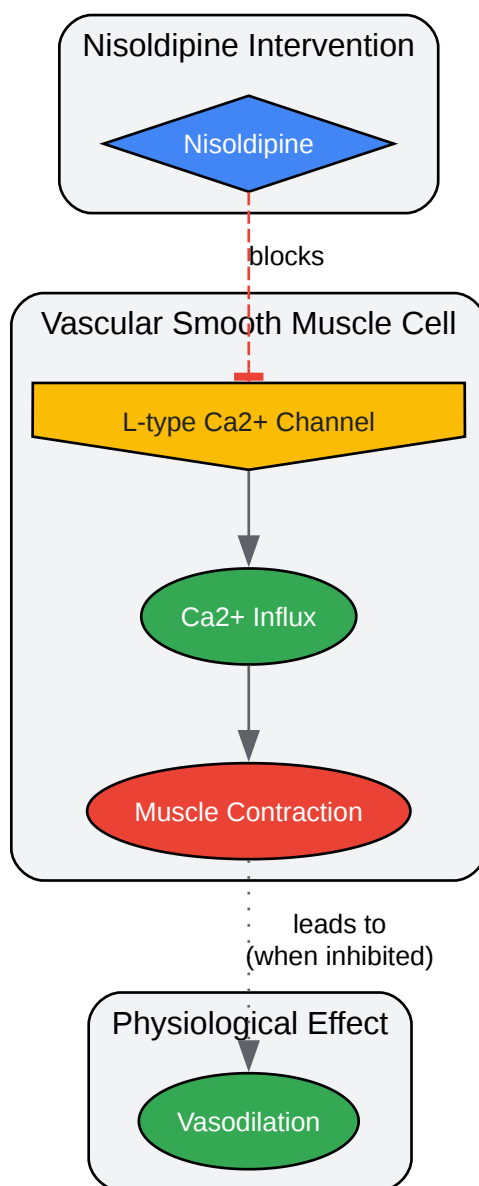 Nisoldipine Intervention
Nisoldipine
blocks
Vascular Smooth Muscle Cell
L-type Ca2+ Channel
Ca2+ Influx
Muscle Contraction
leads to
(when inhibited)
Physiological Effect
Vasodilation